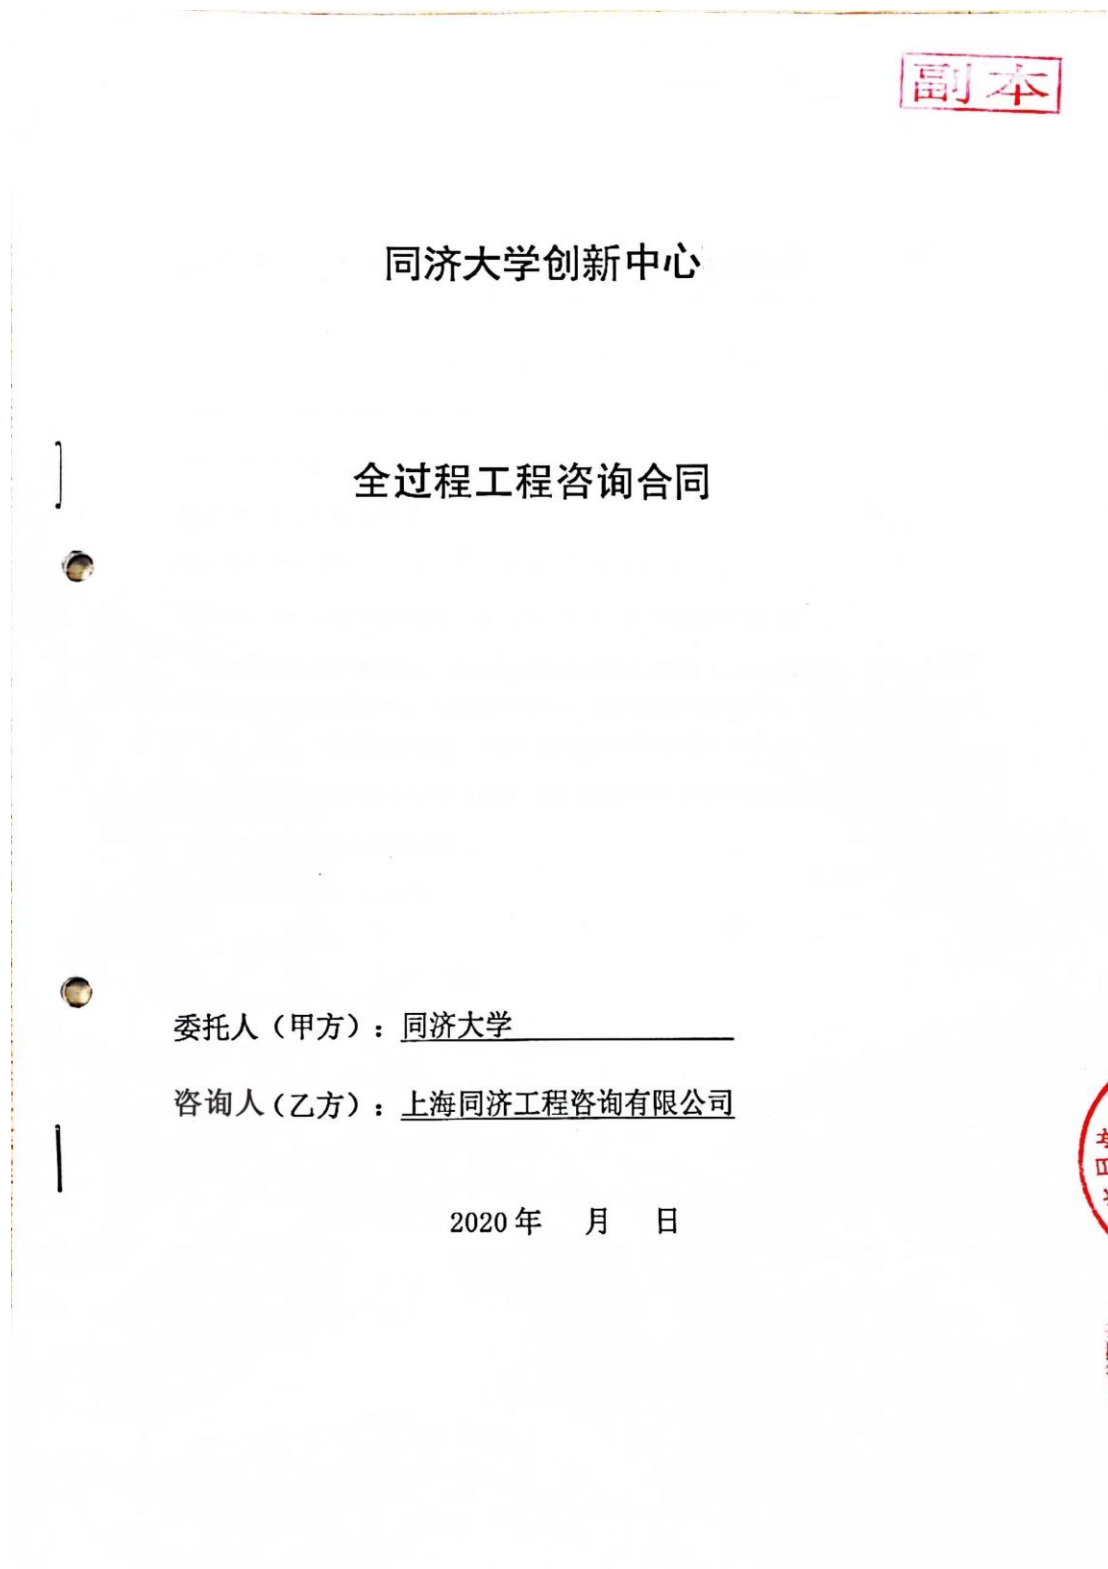 副本
同济大学创新中心
全过程工程咨询合同
委托人（甲方）：同济大学
咨询人（乙方）：上海同济工程咨询有限公司
2020年 月 日